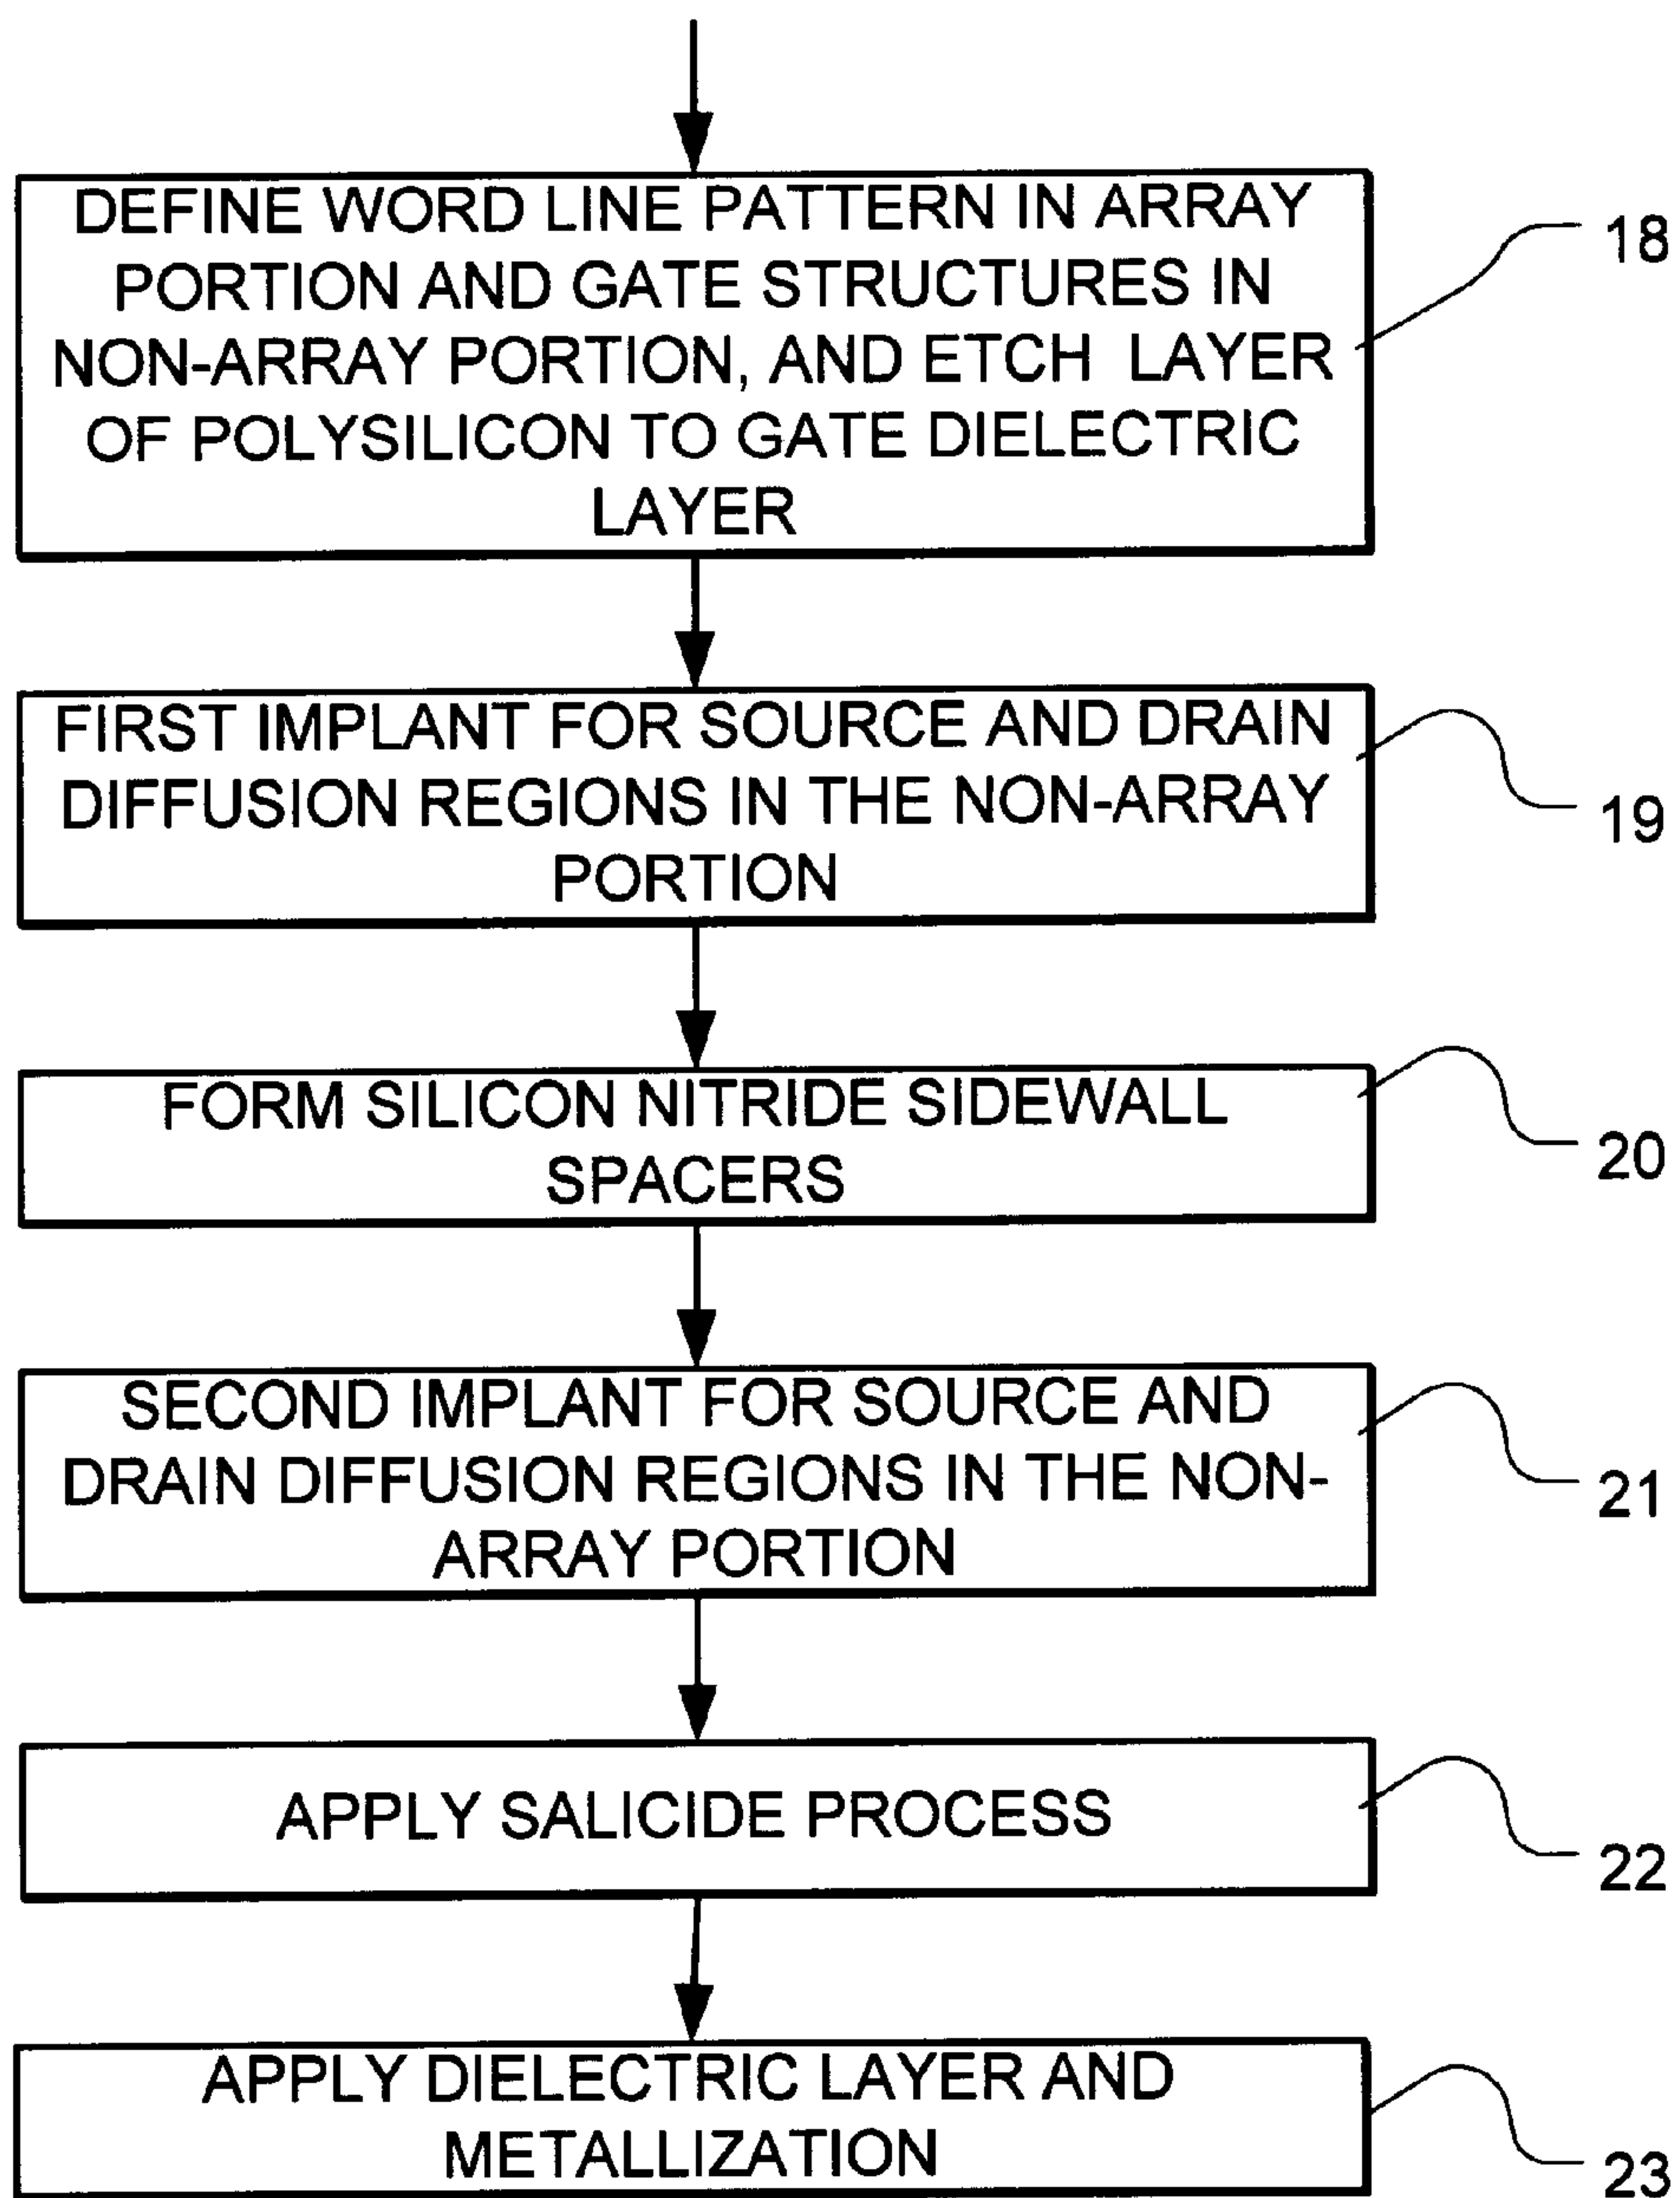 DEFINE WORD LINE PATTERN IN ARRAY
PORTION AND GATE STRUCTURES IN
NON-ARRAY PORTION, AND ETCH LAYER
OF POLYSILICON TO GATE DIELECTRIC
LAYER
18
FIRST IMPLANT FOR SOURCE AND DRAIN
DIFFUSION REGIONS IN THE NON-ARRAY
PORTION
19
FORM SILICON NITRIDE SIDEWALL
SPACERS
20
SECOND IMPLANT FOR SOURCE AND
DRAIN DIFFUSION REGIONS IN THE NON-
ARRAY PORTION
21
APPLY SALICIDE PROCESS
22
APPLY DIELECTRIC LAYER AND
METALLIZATION
23